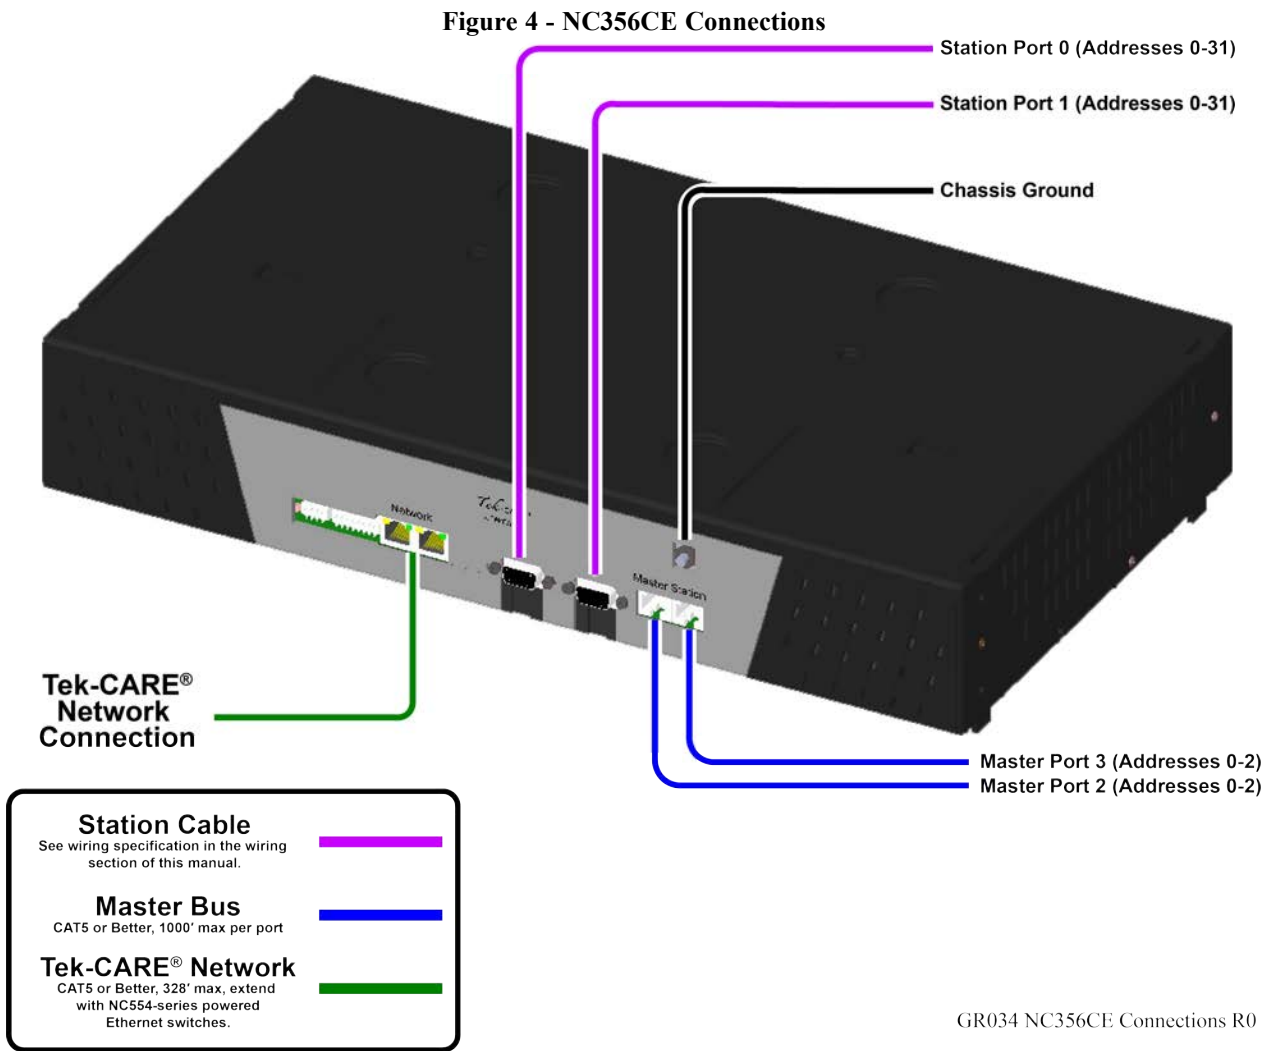 Figure 4 - NC356CE Connections
Station Port 0 (Addresses 0-31)
Station Port 1 (Addresses 0-31)
Chassis Ground
Network
Master Station
Tek-CARE®
Network
Connection
Master Port 3 (Addresses 0-2)
Master Port 2 (Addresses 0-2)
Station Cable
See wiring specification in the wiring
section of this manual.
Master Bus
CAT5 or Better, 1000' max per port
Tek-CARE® Network
CAT5 or Better, 328' max, extend
with NC554-series powered
Ethernet switches.
GR034 NC356CE Connections R0